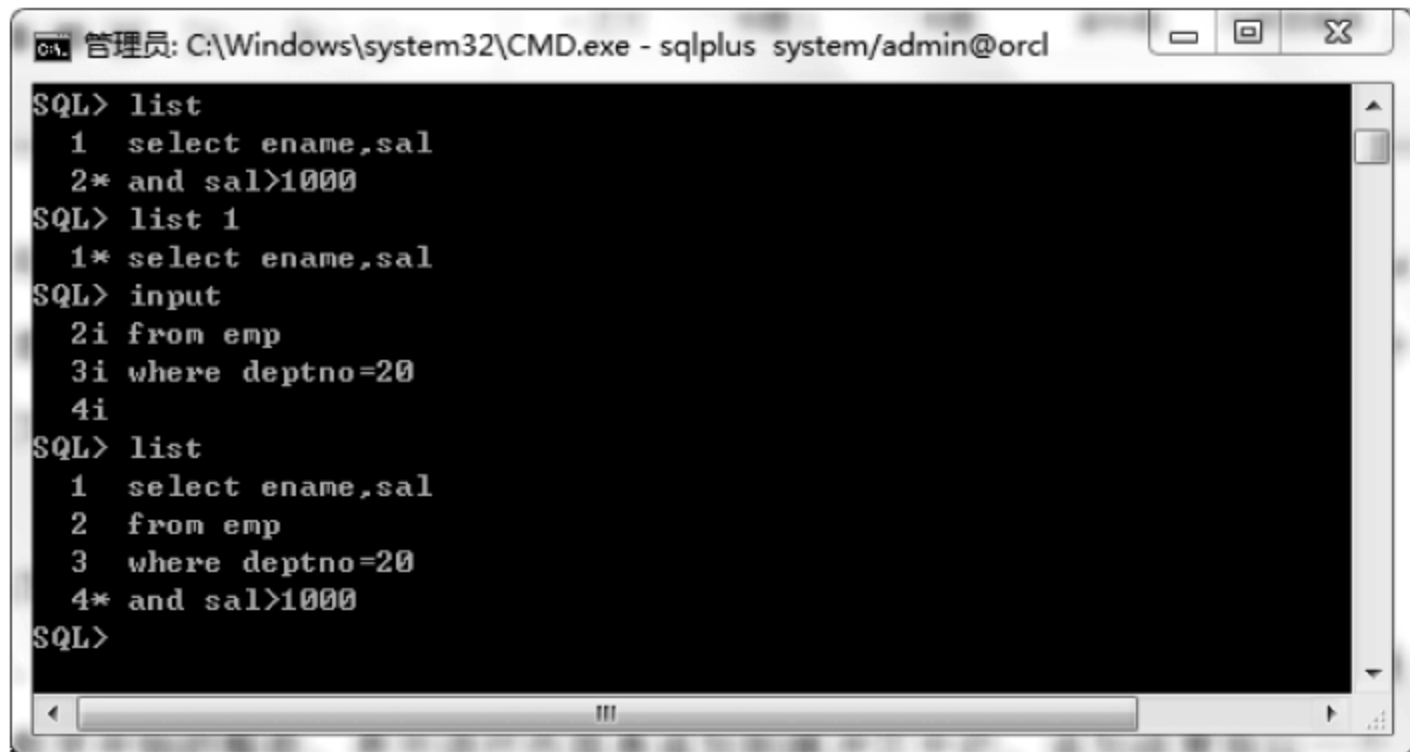 管理员: C:\Windows\system32\CMD.exe - sqlplus  system/admin@orcl
SQL> list
  1  select ename,sal
  2* and sal>1000
SQL> list 1
  1* select ename,sal
SQL> input
  2i from emp
  3i where deptno=20
  4i
SQL> list
  1  select ename,sal
  2  from emp
  3  where deptno=20
  4* and sal>1000
SQL>